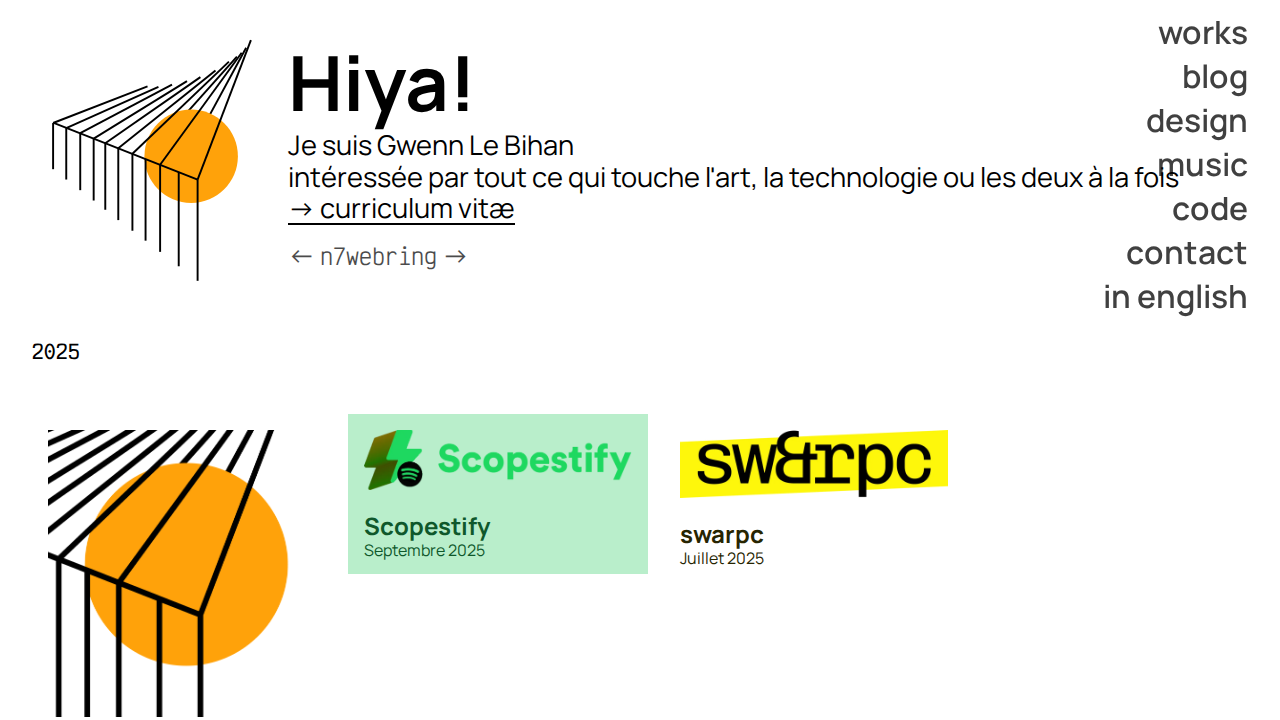 Hiya!
Je suis Gwenn Le Bihan
intéressée par tout ce qui touche l'art, la technologie ou les deux à la fois
→ curriculum vitæ
← n7webring →
works
blog
design
music
code
contact
in english
2025
Scopestify
Scopestify
Septembre 2025
sw&rpc
swarpc
Juillet 2025